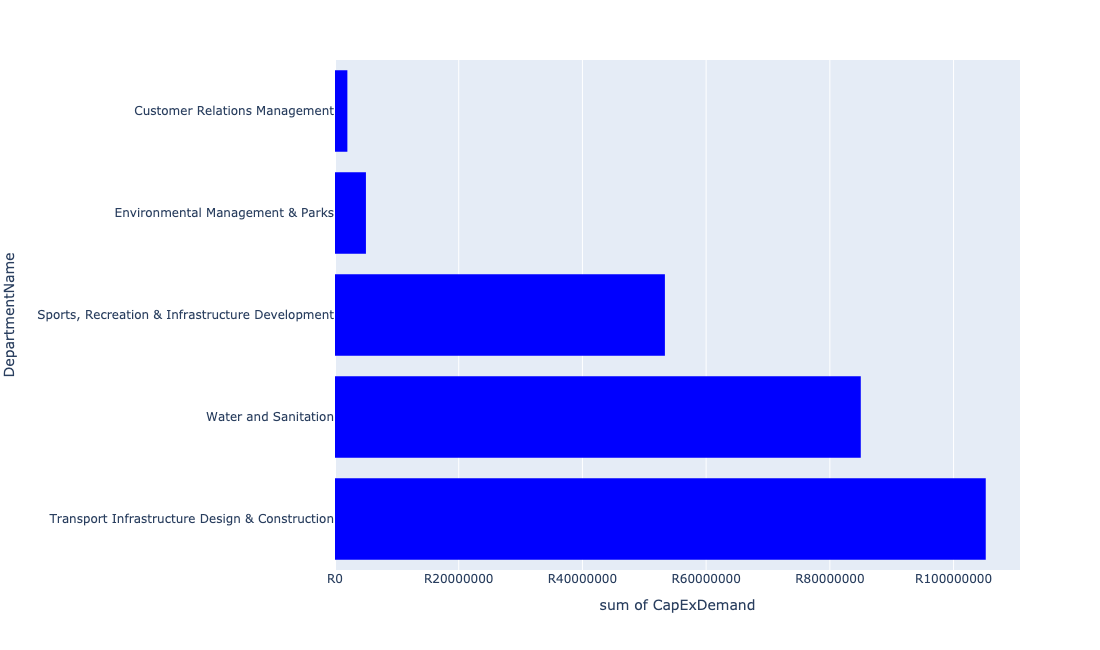 Customer Relations Management
Environmental Management & Parks
Sports, Recreation & Infrastructure Development
Water and Sanitation
Transport Infrastructure Design & Construction
DepartmentName
R0
R20000000
R40000000
R60000000
R80000000
R100000000
sum of CapExDemand